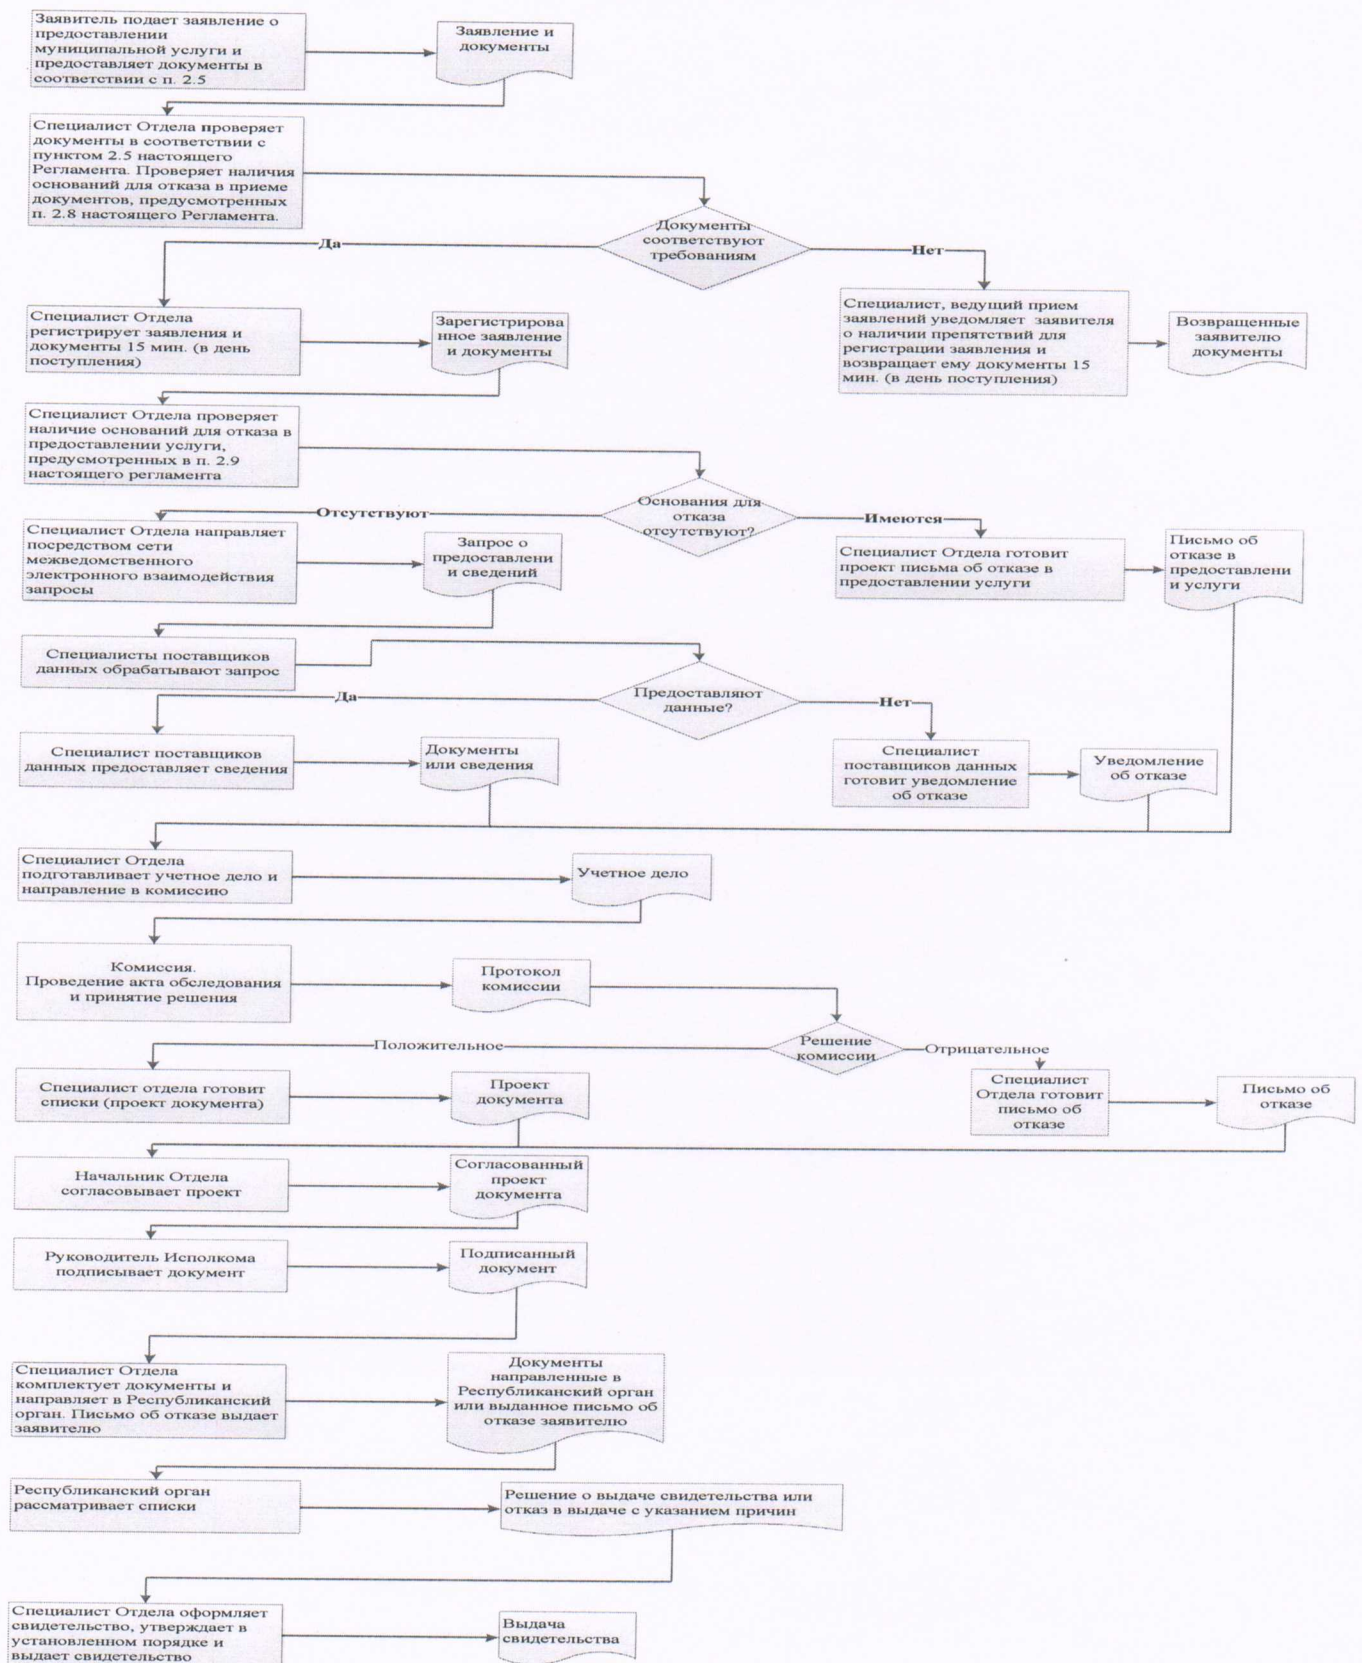 Заявитель подает заявление о
предоставлении
муниципальной услуги и
предоставляет документы в
соответствии с п. 2.5
Заявление и
документы
Специалист Отдела проверяет
документы в соответствии с
пунктом 2.5 настоящего
Регламента. Проверяет наличия
оснований для отказа в приеме
документов, предусмотренных
п. 2.8 настоящего Регламента.
Документы
соответствуют
требованиям
Да
Нет
Специалист Отдела
регистрирует заявления и
документы 15 мин. (в день
поступления)
Зарегистрирова
нное заявление
и документы
Специалист, ведущий прием
заявлений уведомляет заявителя
о наличии препятствий для
регистрации заявления и
возвращает ему документы 15
мин. (в день поступления)
Возвращенные
заявителю
документы
Специалист Отдела проверяет
наличие оснований для отказа в
предоставлении услуги,
предусмотренных в п. 2.9
настоящего регламента
Основания для
отказа
отсутствуют?
Отсутствуют
Имеются
Специалист Отдела направляет
посредством сети
межведомственного
электронного взаимодействия
запросы
Запрос о
предоставлени
и сведений
Специалист Отдела готовит
проект письма об отказе в
предоставлении услуги
Письмо об
отказе в
предоставлени
и услуги
Специалисты поставщиков
данных обрабатывают запрос
Предоставляют
данные?
Да
Нет
Специалист поставщиков
данных предоставляет сведения
Документы
или сведения
Специалист
поставщиков данных
готовит уведомление
об отказе
Уведомление
об отказе
Специалист Отдела
подготавливает учетное дело и
направление в комиссию
Учетное дело
Комиссия.
Проведение акта обследования
и принятие решения
Протокол
комиссии
Решение
комиссии
Положительное
Отрицательное
Специалист отдела готовит
списки (проект документа)
Проект
документа
Специалист
Отдела готовит
письмо об
отказе
Письмо об
отказе
Начальник Отдела
согласовывает проект
Согласованный
проект
документа
Руководитель Исполкома
подписывает документ
Подписанный
документ
Специалист Отдела
комплектует документы и
направляет в Республиканский
орган. Письмо об отказе выдает
заявителю
Документы
направленные в
Республиканский орган
или выданное письмо об
отказе заявителю
Республиканский орган
рассматривает списки
Решение о выдаче свидетельства или
отказ в выдаче с указанием причин
Специалист Отдела оформляет
свидетельство, утверждает в
установленном порядке и
выдает свидетельство
Выдача
свидетельства